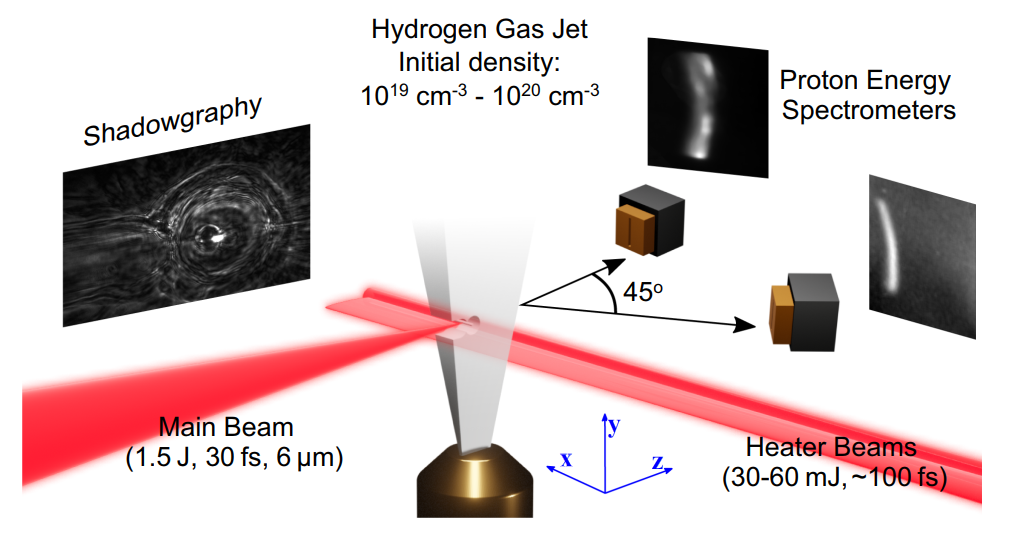 Hydrogen Gas Jet
Initial density:
10¹⁹ cm⁻³ - 10²⁰ cm⁻³
Proton Energy
Spectrometers
Shadowgraphy
45º
Main Beam
(1.5 J, 30 fs, 6 µm)
x
y
z
Heater Beams
(30-60 mJ, ~100 fs)